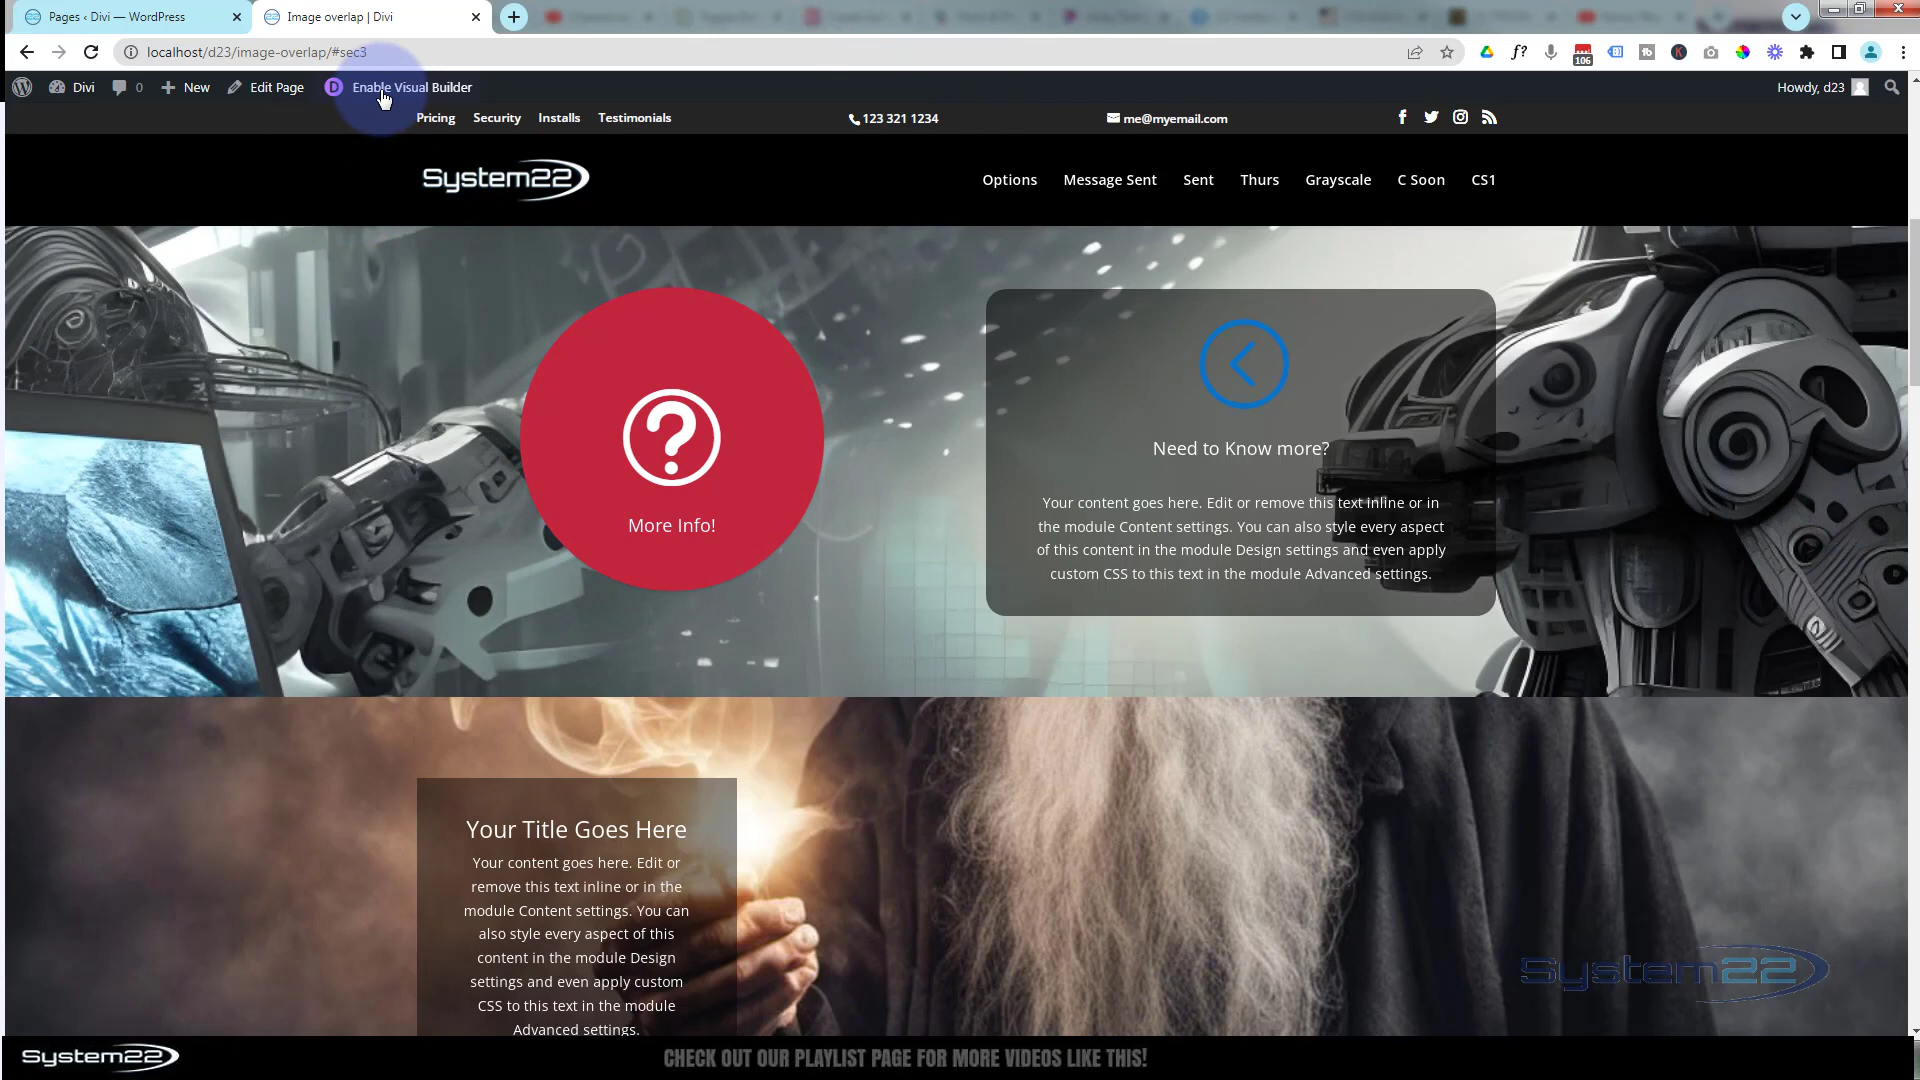 Pages ‹ Divi — WordPress
Image overlap | Divi
localhost/d23/image-overlap/#sec3
106
Divi
0
New
Edit Page
Enable Visual Builder
Howdy, d23
Pricing
Security
Installs
Testimonials
123 321 1234
me@myemail.com
System22
Options
Message Sent
Sent
Thurs
Grayscale
C Soon
CS1
More Info!
Need to Know more?
Your content goes here. Edit or remove this text inline or in
the module Content settings. You can also style every aspect
of this content in the module Design settings and even apply
custom CSS to this text in the module Advanced settings.
Your Title Goes Here
Your content goes here. Edit or
remove this text inline or in the
module Content settings. You can
also style every aspect of this
content in the module Design
settings and even apply custom
CSS to this text in the module
Advanced settings.
System22
System22
CHECK OUT OUR PLAYLIST PAGE FOR MORE VIDEOS LIKE THIS!